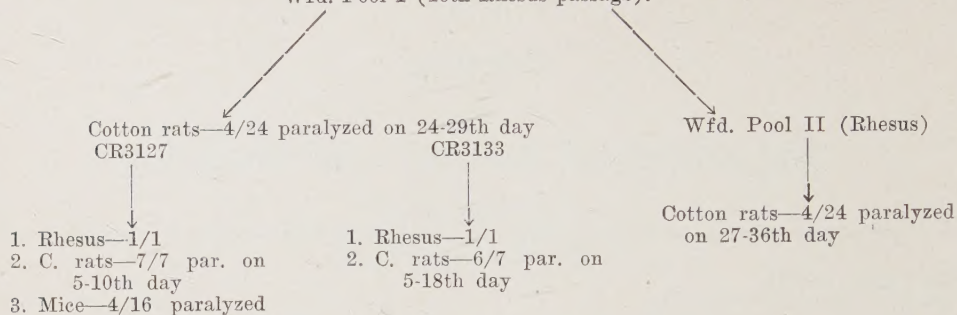 Wfd. Pool I Rhesus passage).
Cotton rats—4/24 paralyzed on 24-29th day
CR3127 CR3133
Wfd. Pool II (Rhesus)
1. Rhesus—1/1
2. C. rats—7/7 par. on
5-10th day
3. Mice—4/16 paralyzed
1. Rhesus—1/1
2. C. rats—6/7 par. on
5-18th day
Cotton rats—4/24 paralyzed
on 27-36th day